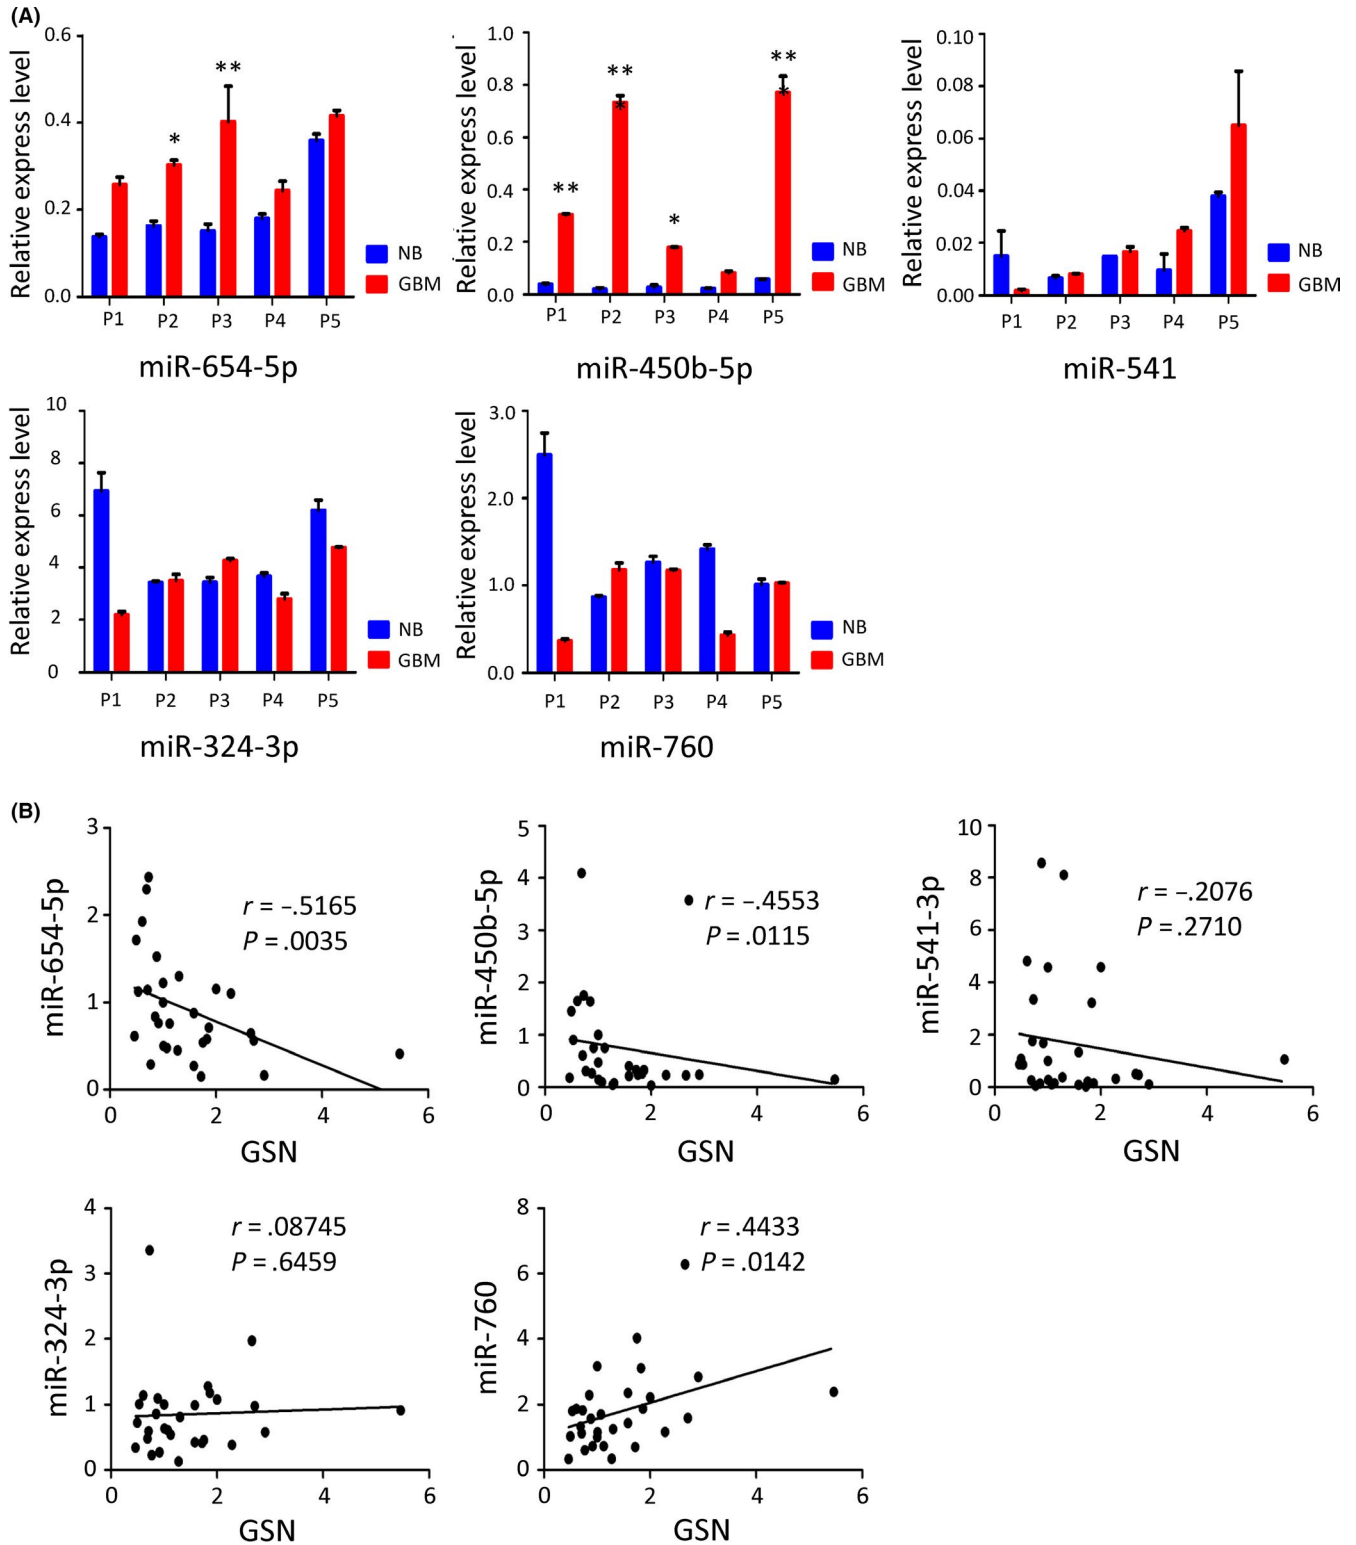 (A)
Relative express level
0.6
0.4
0.2
0.0
*
**
P1 P2 P3 P4 P5
NB
GBM
miR-654-5p
Relative express level
1.0
0.8
0.6
0.4
0.2
0.0
**
**
*
*
**
*
P1 P2 P3 P4 P5
NB
GBM
miR-450b-5p
Relative express level
0.10
0.08
0.06
0.04
0.02
0.00
P1 P2 P3 P4 P5
NB
GBM
miR-541
Relative express level
10
8
6
4
2
0
P1 P2 P3 P4 P5
NB
GBM
miR-324-3p
Relative express level
3.0
2.0
1.0
0.0
P1 P2 P3 P4 P5
NB
GBM
miR-760
(B)
miR-654-5p
3
2
1
0
r = –.5165
P = .0035
0 2 4 6
GSN
miR-450b-5p
5
4
3
2
1
0
r = –.4553
P = .0115
0 2 4 6
GSN
miR-541-3p
10
8
6
4
2
0
r = –.2076
P = .2710
0 2 4 6
GSN
miR-324-3p
4
3
2
1
0
r = .08745
P = .6459
0 2 4 6
GSN
miR-760
8
6
4
2
0
r = .4433
P = .0142
0 2 4 6
GSN